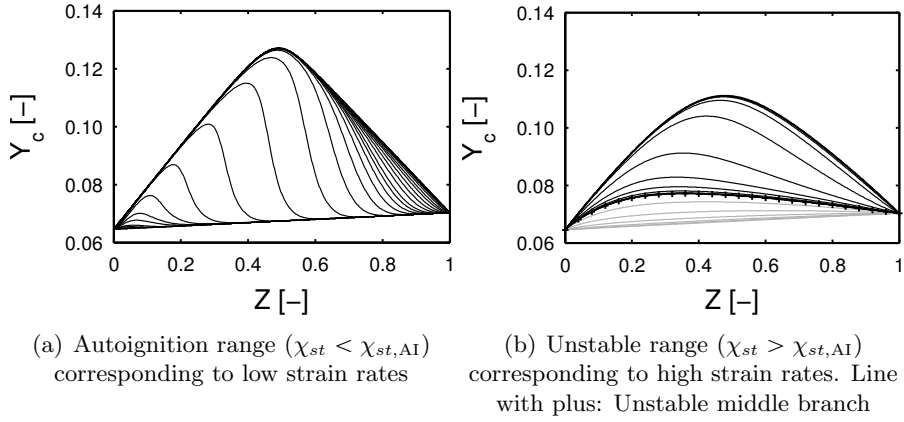 0.14
0.12
0.10
0.08
0.06
Y_c [−]
0
0.2
0.4
0.6
0.8
1
Z [−]
(a) Autoignition range (χ_st < χ_st,AI)
corresponding to low strain rates
0.14
0.12
0.10
0.08
0.06
Y_c [−]
0
0.2
0.4
0.6
0.8
1
Z [−]
(b) Unstable range (χ_st > χ_st,AI)
corresponding to high strain rates. Line
with plus: Unstable middle branch